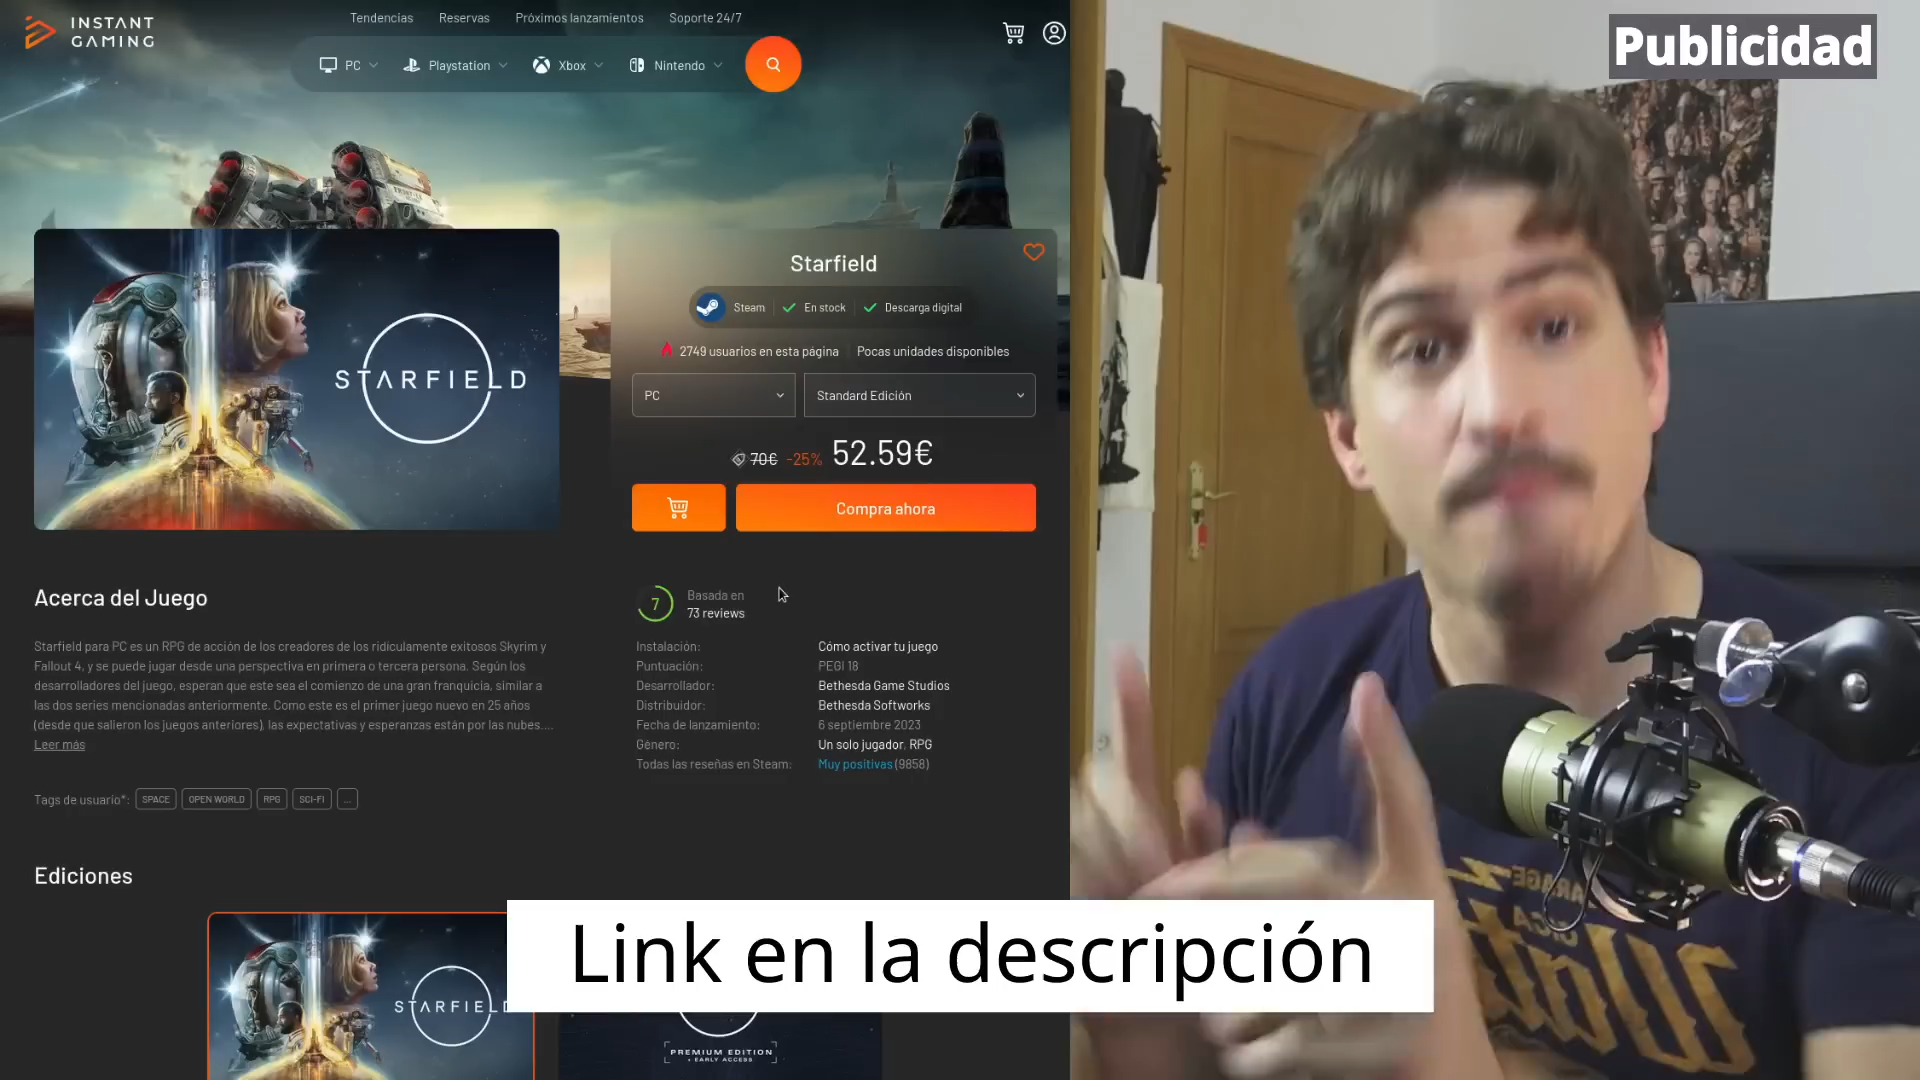 INSTANT
GAMING
Tendencias
Reservas
Próximos lanzamientos
Soporte 24/7
PC
Playstation
Xbox
Nintendo
Publicidad
STARFIELD
Starfield
Steam
En stock
Descarga digital
2749 usuarios en esta página
Pocas unidades disponibles
PC
Standard Edición
70€
-25%
52.59€
Compra ahora
Acerca del Juego
Starfield para PC es un RPG de acción de los creadores de los ridículamente exitosos Skyrim y
Fallout 4, y se puede jugar desde una perspectiva en primera o tercera persona. Según los
desarrolladores del juego, esperan que este sea el comienzo de una gran franquicia, similar a
las dos series mencionadas anteriormente. Como este es el primer juego nuevo en 25 años
(desde que salieron los juegos anteriores), las expectativas y esperanzas están por las nubes....
Leer más
Tags de usuario*:
SPACE
OPEN WORLD
RPG
SCI-FI
...
7
Basada en
73 reviews
Instalación: Cómo activar tu juego
Puntuación: PEGI 18
Desarrollador: Bethesda Game Studios
Distribuidor: Bethesda Softworks
Fecha de lanzamiento: 6 septiembre 2023
Género: Un solo jugador, RPG
Todas las reseñas en Steam: Muy positivas (9858)
Ediciones
Link en la descripción
STARFIELD
PREMIUM EDITION
+ EARLY ACCESS